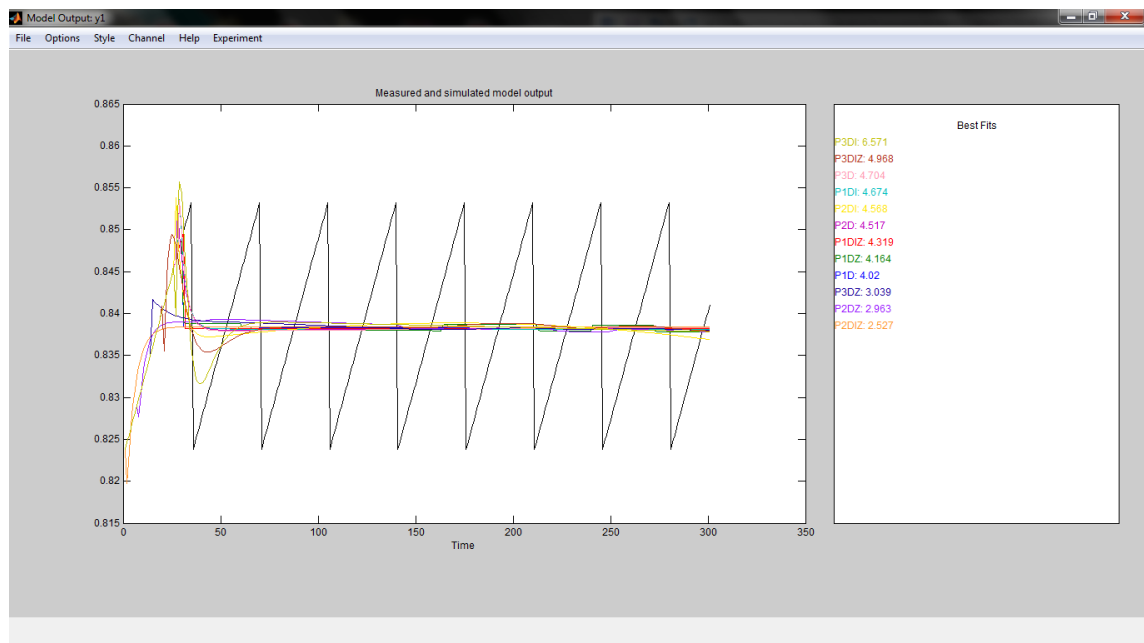 Model Output: y1
File Options Style Channel Help Experiment
Measured and simulated model output
0.865
0.86
0.855
0.85
0.845
0.84
0.835
0.83
0.825
0.82
0.815
0 50 100 150 200 250 300 350
Time
Best Fits
P3DI: 6.571
P3DIZ: 4.968
P3D: 4.704
P1DI: 4.674
P2DI: 4.568
P2D: 4.517
P1DIZ: 4.319
P1DZ: 4.164
P1D: 4.02
P3DZ: 3.039
P2DZ: 2.963
P2DIZ: 2.527